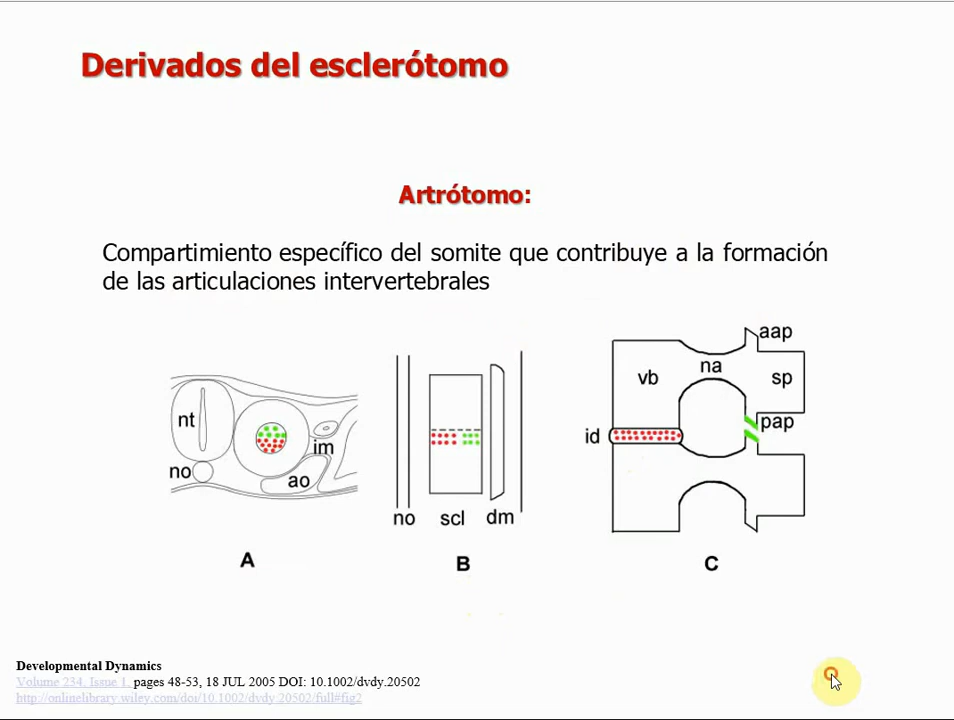 Derivados del esclerótomo
Artrótomo:
Compartimiento específico del somite que contribuye a la formación
de las articulaciones intervertebrales
nt
no
im
ao
A
no
scl
dm
B
aap
na
vb
sp
pap
id
C
Developmental Dynamics
Volume 234, Issue 1, pages 48-53, 18 JUL 2005 DOI: 10.1002/dvdy.20502
http://onlinelibrary.wiley.com/doi/10.1002/dvdy.20502/full#fig2